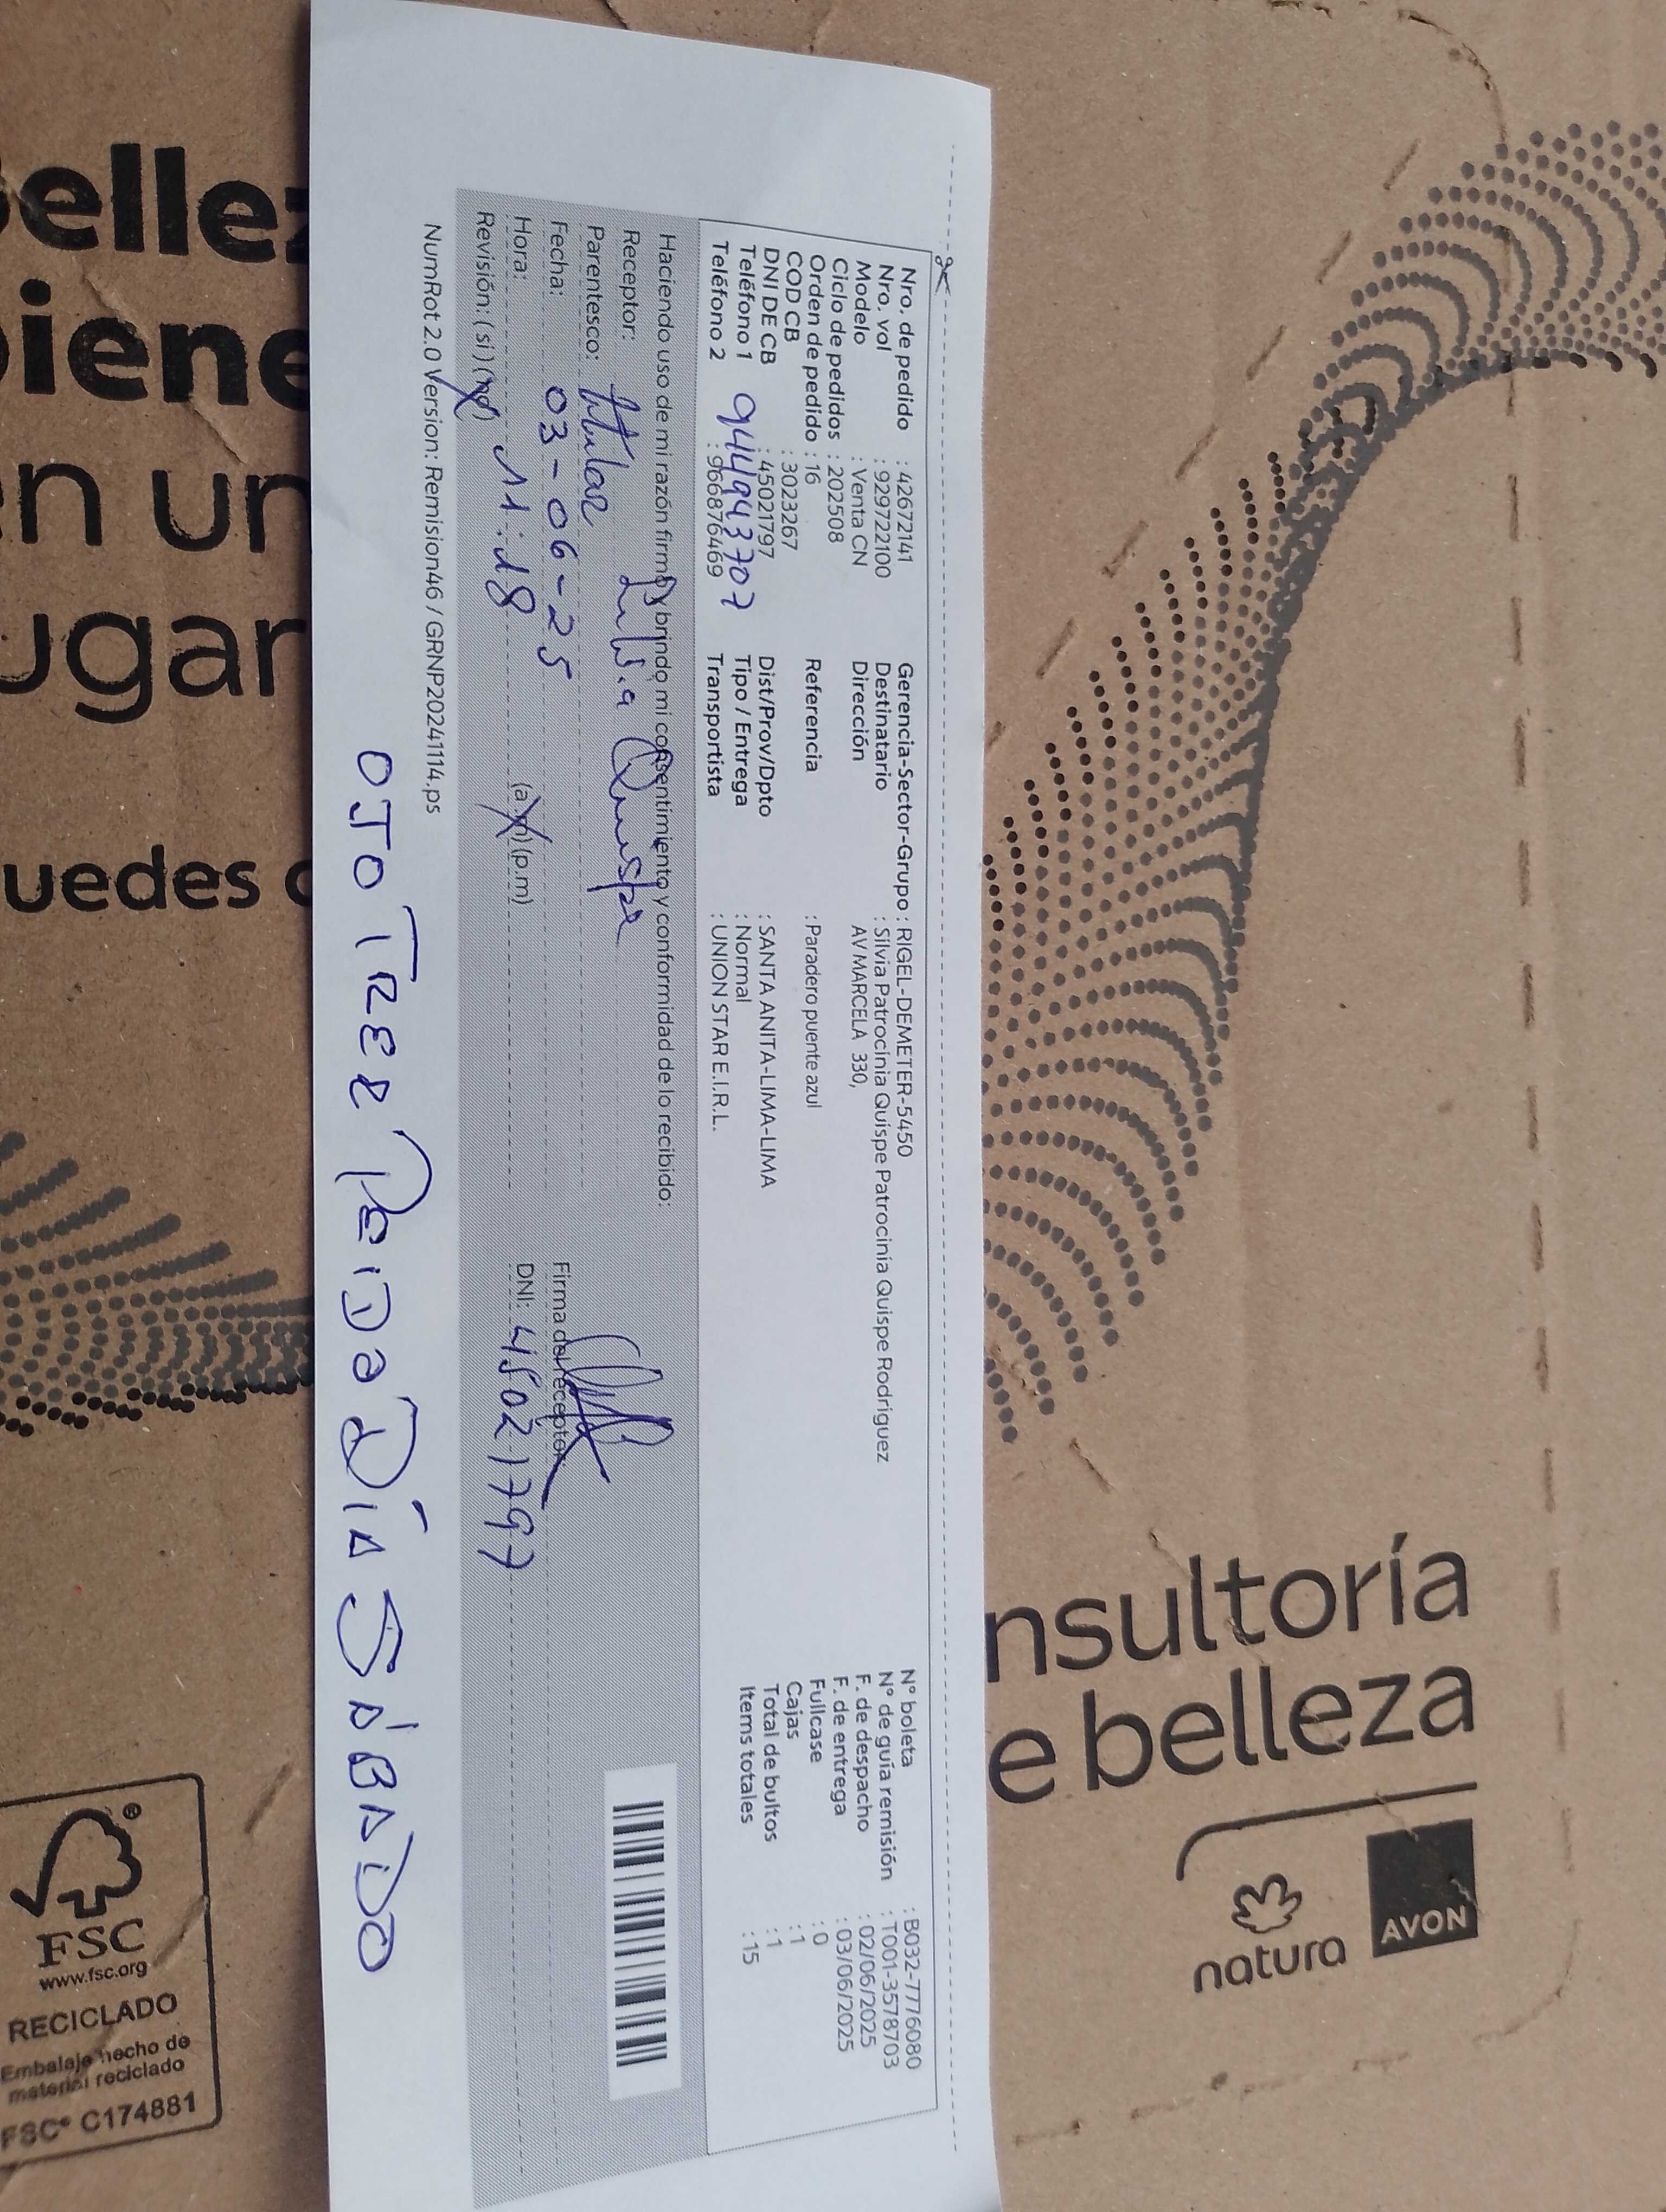 Nro. de pedido : 42672141
Nro. vol : 929722100
Modelo : Venta CN
Ciclo de pedidos : 202508
Orden de pedido : 16
COD CB : 3023267
DNI DE CB : 45021797
Teléfono 1 944943707
Teléfono 2 : 966876469
Gerencia-Sector-Grupo : RIGEL-DEMETER-5450
Destinatario : Silvia Patrocinia Quispe Patrocinia Quispe Rodriguez
Dirección AV MARCELA 330,
Referencia : Paradero puente azul
Dist/Prov/Dpto : SANTA ANITA-LIMA-LIMA
Tipo / Entrega : Normal
Transportista : UNION STAR E.I.R.L.
N° boleta : B032-7776080
N° de guía remisión : T001-3578703
F. de despacho : 02/06/2025
F. de entrega : 03/06/2025
Fullcase : 0
Cajas : 1
Total de bultos : 1
Items totales : 15
Haciendo uso de mi razón firmo y brindo mi consentimiento y conformidad de lo recibido:
Receptor: Quispe
Parentesco: titular
Fecha: 03-06-25
Hora: 11:18 (a.m) (p.m)
Revisión: (si) (no)
Firma del receptor:
DNI: 45021797
NumRot 2.0 Version: Remision46 / GRNP20241114.ps
OJO TREE PEIDO DÍA SÁBADO
nsultoría
e belleza
natura
AVON
ellez
iene
n un
ugar
uedes
FSC
www.fsc.org
RECICLADO
Embalaje hecho de
material reciclado
FSC® C174881